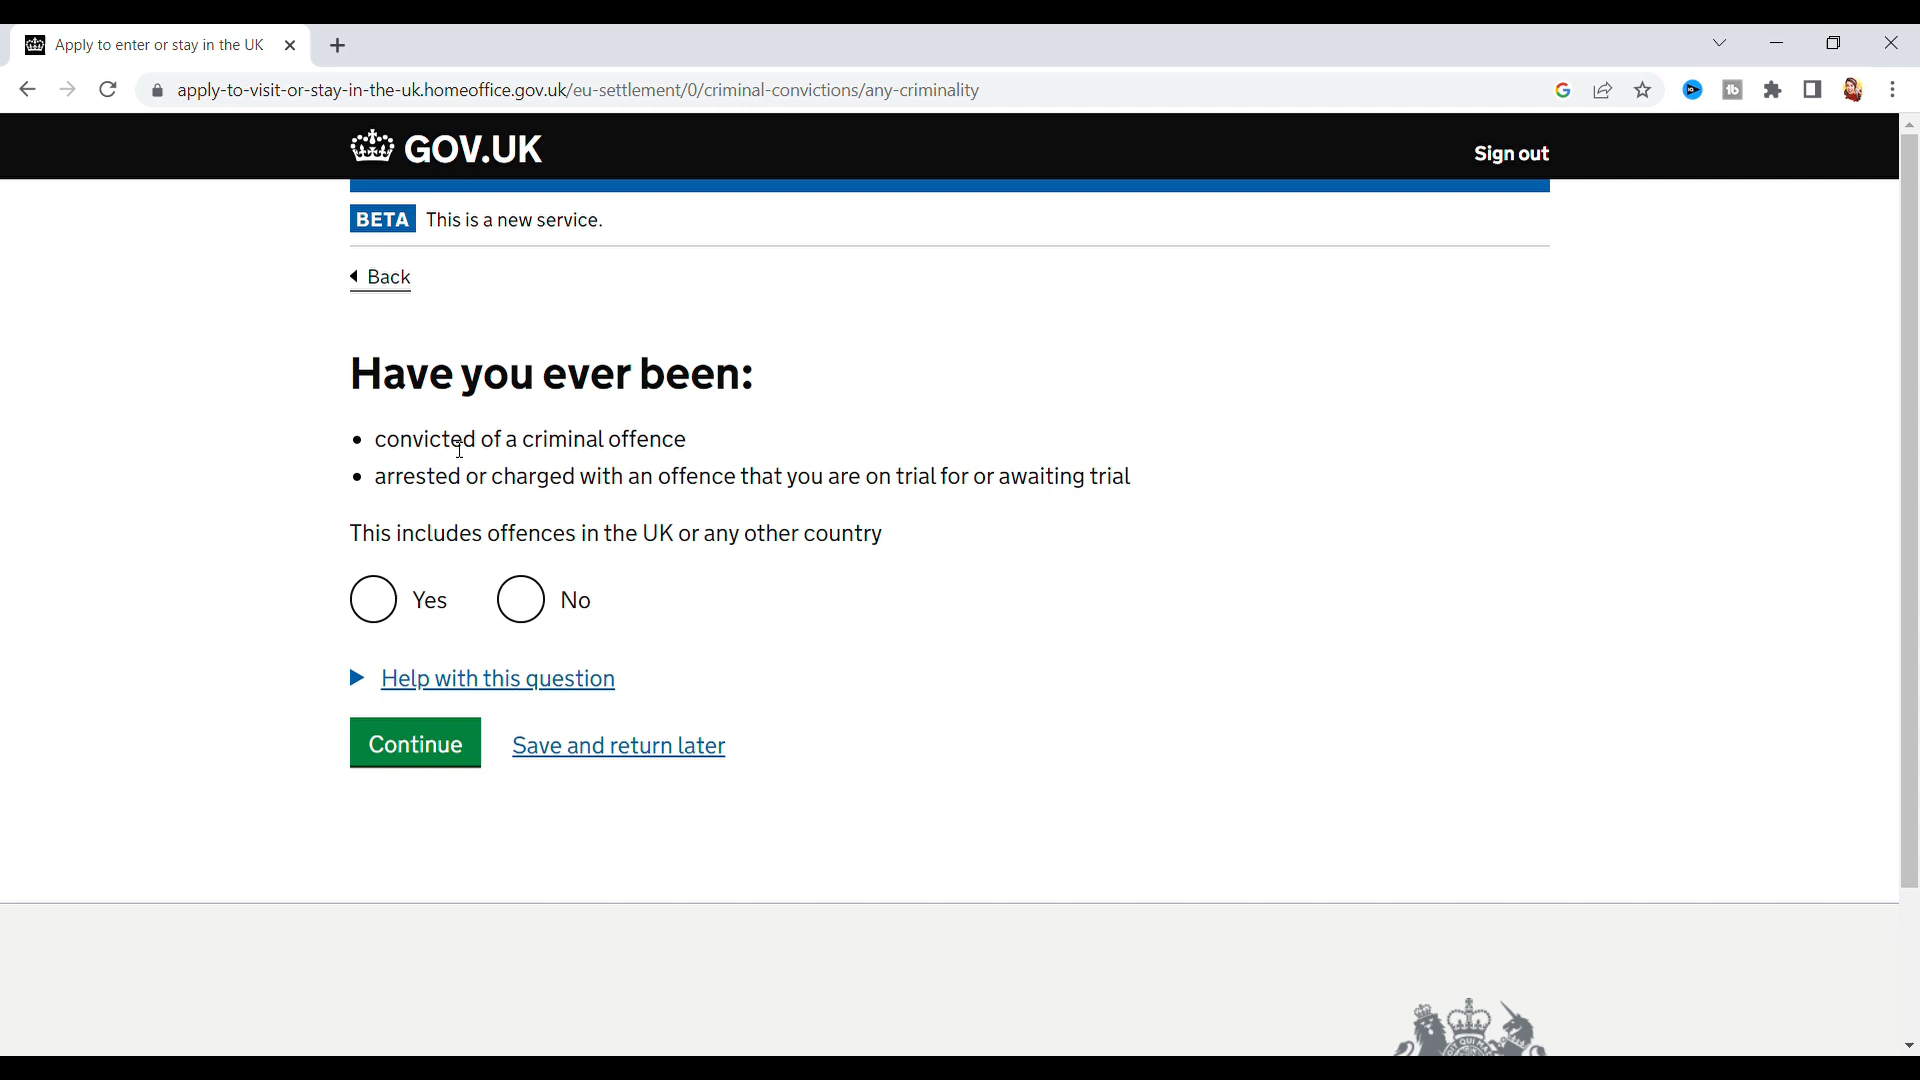 Apply to enter or stay in the UK
apply-to-visit-or-stay-in-the-uk.homeoffice.gov.uk/eu-settlement/0/criminal-convictions/any-criminality
GOV.UK
Sign out
BETA This is a new service.
Back
Have you ever been:
• convicted of a criminal offence
• arrested or charged with an offence that you are on trial for or awaiting trial
This includes offences in the UK or any other country
Yes No
Help with this question
Continue Save and return later